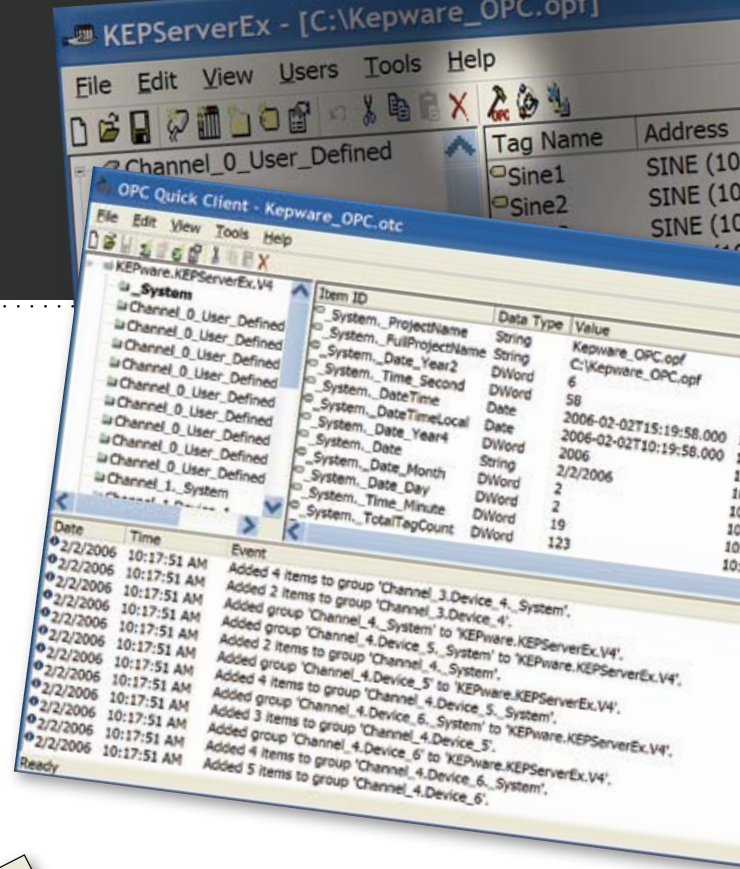 KEPServerEx - [C:\Kepware_OPC.opf]
File Edit View Users Tools Help
Channel_0_User_Defined
Tag Name Address
Sine1 SINE (10
Sine2 SINE (10
SINE (10
OPC Quick Client - Kepware_OPC.otc
File Edit View Tools Help
KEPware.KEPServerEx.V4
_System
Channel_0_User_Defined
Channel_0_User_Defined
Channel_0_User_Defined
Channel_0_User_Defined
Channel_0_User_Defined
Channel_0_User_Defined
Channel_0_User_Defined
Channel_0_User_Defined
Channel_1._System
Item ID Data Type Value
_System._ProjectName String Kepware_OPC.opf
_System._FullProjectName String C:\Kepware_OPC.opf
_System._Date_Year2 DWord 6
_System._Time_Second DWord 58
_System._DateTime Date 2006-02-02T15:19:58.000
_System._DateTimeLocal Date 2006-02-02T10:19:58.000
_System._Date_Year4 DWord 2006
_System._Date String 2/2/2006
_System._Date_Month DWord 2
_System._Date_Day DWord 2
_System._Time_Minute DWord 19
_System._TotalTagCount DWord 123
Date Time Event
2/2/2006 10:17:51 AM Added 4 items to group 'Channel_3.Device_4._System'.
2/2/2006 10:17:51 AM Added 2 items to group 'Channel_3.Device_4'.
2/2/2006 10:17:51 AM Added group 'Channel_4._System' to 'KEPware.KEPServerEx.V4'.
2/2/2006 10:17:51 AM Added group 'Channel_4.Device_5._System' to 'KEPware.KEPServerEx.V4'.
2/2/2006 10:17:51 AM Added 2 items to group 'Channel_4._System'.
2/2/2006 10:17:51 AM Added group 'Channel_4.Device_5' to 'KEPware.KEPServerEx.V4'.
2/2/2006 10:17:51 AM Added 4 items to group 'Channel_4.Device_5._System'.
2/2/2006 10:17:51 AM Added group 'Channel_4.Device_6._System' to 'KEPware.KEPServerEx.V4'.
2/2/2006 10:17:51 AM Added 3 items to group 'Channel_4.Device_5'.
2/2/2006 10:17:51 AM Added group 'Channel_4.Device_6' to 'KEPware.KEPServerEx.V4'.
2/2/2006 10:17:51 AM Added 4 items to group 'Channel_4.Device_6._System'.
2/2/2006 10:17:51 AM Added 5 items to group 'Channel_4.Device_6'.
Ready